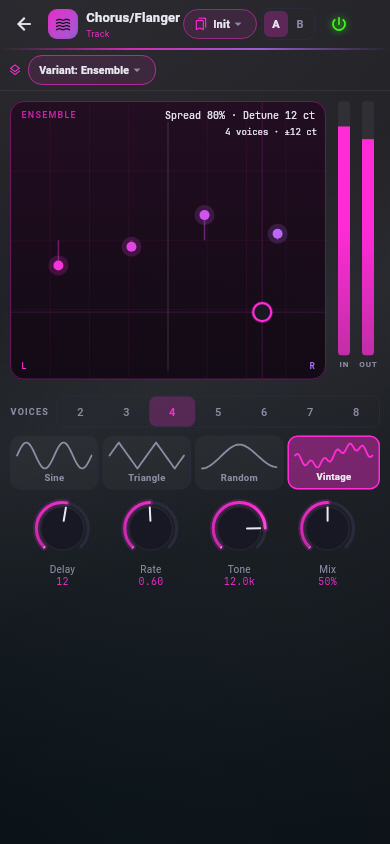 Chorus/Flanger
Track
Init
A B
Variant: Ensemble
ENSEMBLE
Spread 80% · Detune 12 ct
4 voices · ±12 ct
L R
IN OUT
VOICES 2 3 4 5 6 7 8
Sine Triangle Random Vintage
Delay Rate Tone Mix
12 0.60 12.0k 50%